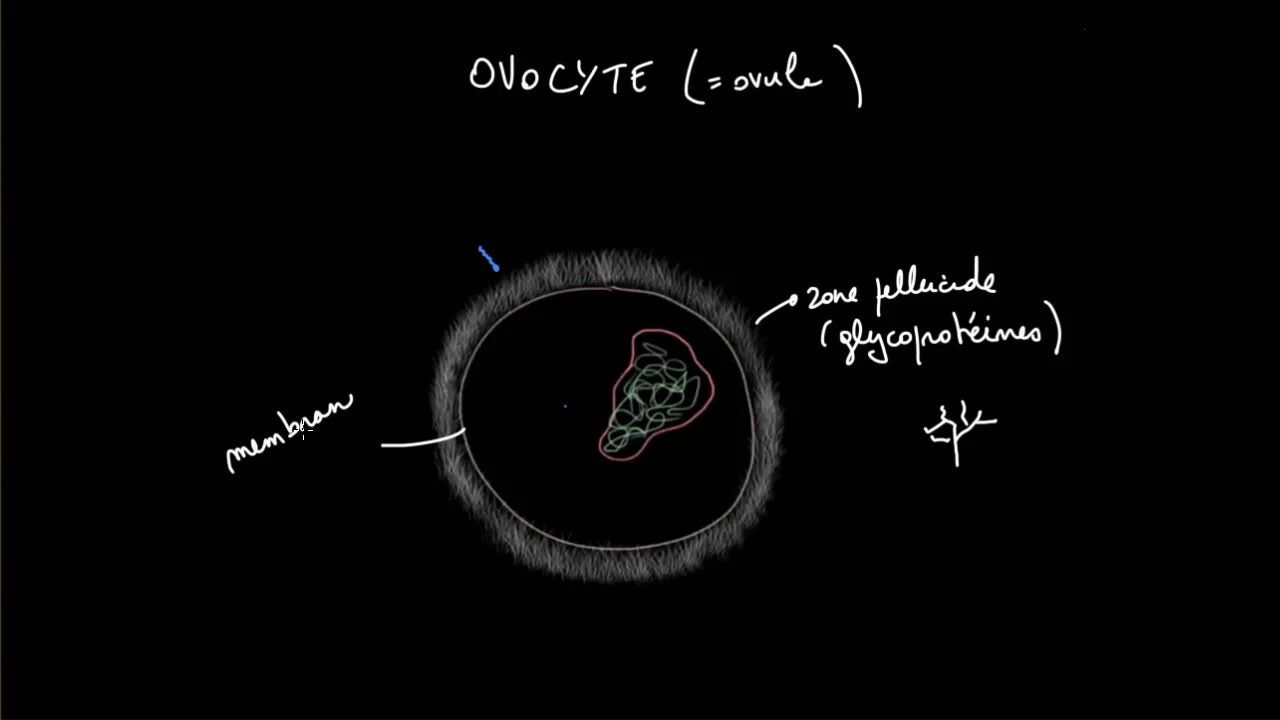 OVOCYTE (= ovule)
zone pellucide
(glycoprotéines)
membran